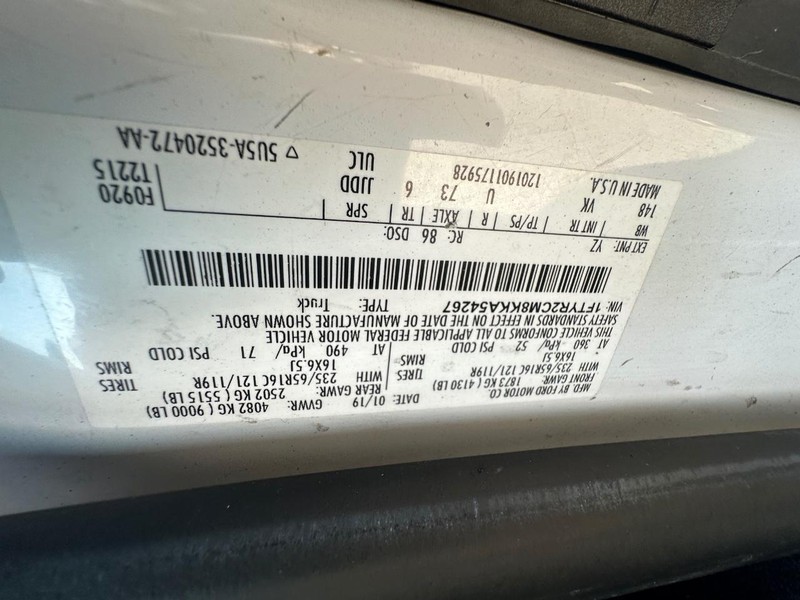 MFD. BY FORD MOTOR CO.
DATE: 01/19 GVWR: 4082 KG ( 9000 LB)
FRONT GAWR: 1873 KG ( 4130 LB) REAR GAWR: 2502 KG ( 5515 LB)
WITH 235/65R16C 121/119R TIRES WITH 235/65R16C 121/119R TIRES
16X6.5J RIMS 16X6.5J RIMS
AT 360 kPa/ 52 PSI COLD AT 490 kPa/ 71 PSI COLD
THIS VEHICLE CONFORMS TO ALL APPLICABLE FEDERAL MOTOR VEHICLE
SAFETY STANDARDS IN EFFECT ON THE DATE OF MANUFACTURE SHOWN ABOVE.
VIN: 1FTYR2CM8KKA54267 TYPE: Truck
EXT PNT: YZ RC: 86 DSO:
WB INT TR TP/PS R AXLE TR SPR F0920
148 VK U 73 6 JJDD T2215
MADE IN U.S.A. 120190117592​8 ULC ▽ 5U5A-3520472-AA